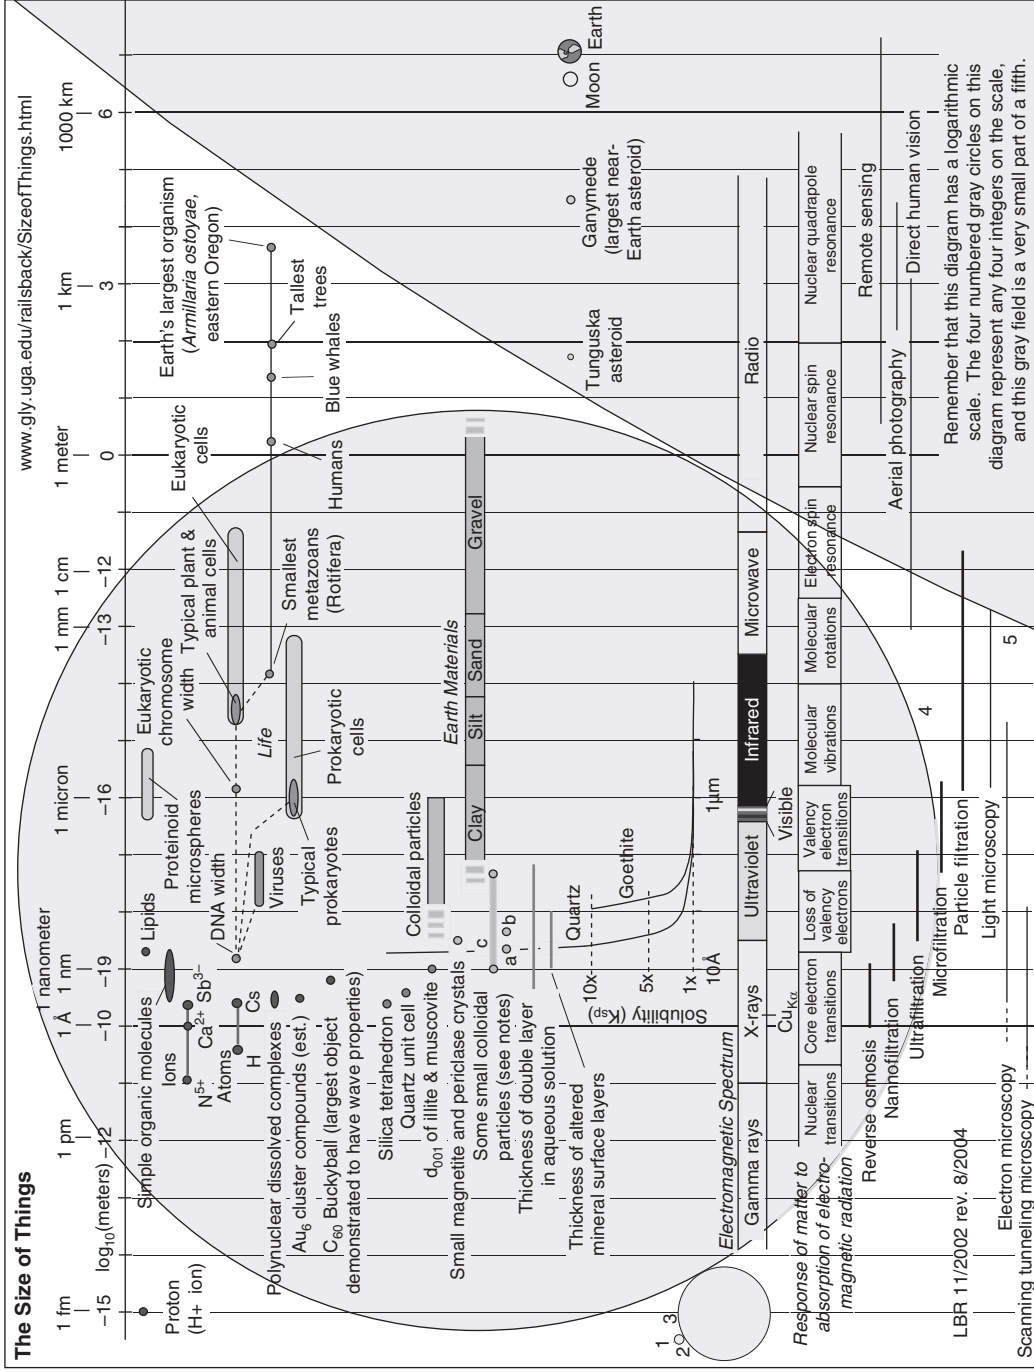 The Size of Things
www.gly.uga.edu/railsback/SizeofThings.html
1 fm
1 pm
1 Å
1 nm
1 nanometer
1 micron
1 mm
1 cm
1 meter
1 km
1000 km
–15
log10(meters)
–12
–10
–19
–16
–13
–12
0
3
6
Proton
(H+ ion)
Simple organic molecules
Lipids
Proteinoid
microspheres
Eukaryotic
chromosome
width
Typical plant &
animal cells
Eukaryotic
cells
Earth's largest organism
(Armillaria ostoyae,
eastern Oregon)
Ions
N5+
Ca2+
Sb3–
DNA width
Atoms
H
Cs
Life
Viruses
Typical
prokaryotes
Prokaryotic
cells
Smallest
metazoans
(Rotifera)
Humans
Blue whales
Tallest
trees
Polynuclear dissolved complexes
Au6 cluster compounds (est.)
C60 Buckyball (largest object
demonstrated to have wave properties)
Silica tetrahedron
Quartz unit cell
d001 of illite & muscovite
Small magnetite and periclase crystals
Some small colloidal
particles (see notes)
a
b
c
Thickness of double layer
in aqueous solution
Thickness of altered
mineral surface layers
Colloidal particles
Earth Materials
Clay
Silt
Sand
Gravel
Quartz
Goethite
10x
5x
1x
Solubility (Ksp)
10Å
1μm
Tunguska
asteroid
Ganymede
(largest near-
Earth asteroid)
Moon
Earth
Electromagnetic Spectrum
Gamma rays
X-rays
Ultraviolet
Infrared
Microwave
Radio
CuKα
Visible
Response of matter to
absorption of electro-
magnetic radiation
Nuclear
transitions
Core electron
transitions
Loss of
valency
electrons
Valency
electron
transitions
Molecular
vibrations
Molecular
rotations
Electron spin
resonance
Nuclear spin
resonance
Nuclear quadrapole
resonance
1
2
3
4
5
Reverse osmosis
Nanofiltration
Ultrafiltration
Microfiltration
Particle filtration
Light microscopy
Electron microscopy
Scanning tunneling microscopy
Remote sensing
Aerial photography
Direct human vision
LBR 11/2002 rev. 8/2004
Remember that this diagram has a logarithmic
scale. The four numbered gray circles on this
diagram represent any four integers on the scale,
and this gray field is a very small part of a fifth.